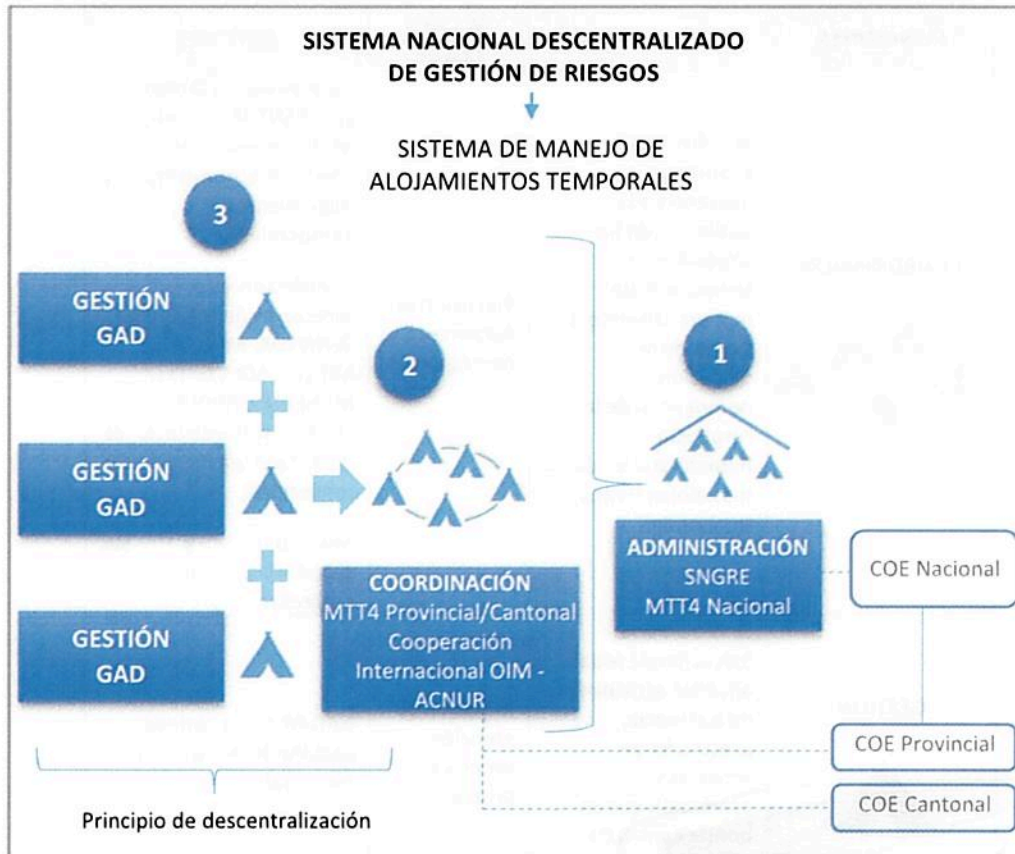 SISTEMA NACIONAL DESCENTRALIZADO
DE GESTIÓN DE RIESGOS
SISTEMA DE MANEJO DE
ALOJAMIENTOS TEMPORALES
3
GESTIÓN
GAD
GESTIÓN
GAD
GESTIÓN
GAD
2
COORDINACIÓN
MTT4 Provincial/Cantonal
Cooperación
Internacional OIM -
ACNUR
1
ADMINISTRACIÓN
SNGRE
MTT4 Nacional
COE Nacional
COE Provincial
COE Cantonal
Principio de descentralización